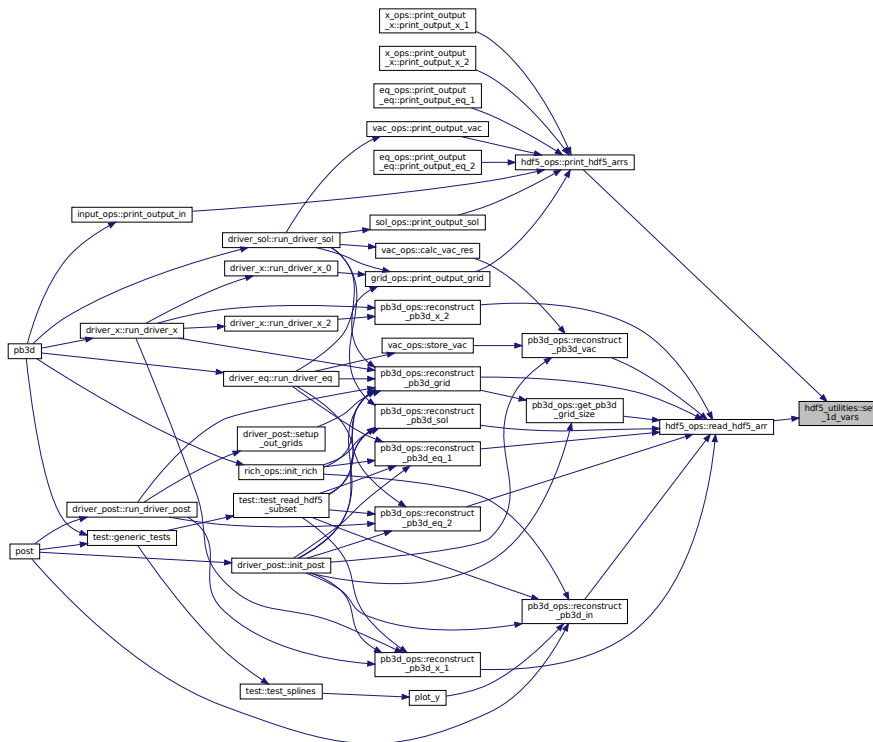 x_ops::print_output
_x::print_output_x_1
x_ops::print_output
_x::print_output_x_2
eq_ops::print_output
_eq::print_output_eq_1
vac_ops::print_output_vac
eq_ops::print_output
_eq::print_output_eq_2
hdf5_ops::print_hdf5_arrs
input_ops::print_output_in
sol_ops::print_output_sol
driver_sol::run_driver_sol
vac_ops::calc_vac_res
driver_x::run_driver_x_0
grid_ops::print_output_grid
pb3d_ops::reconstruct
_pb3d_x_2
driver_x::run_driver_x_2
driver_x::run_driver_x
pb3d_ops::reconstruct
_pb3d_vac
vac_ops::store_vac
pb3d
pb3d_ops::reconstruct
_pb3d_grid
driver_eq::run_driver_eq
pb3d_ops::get_pb3d
_grid_size
hdf5_utilities::set
_1d_vars
pb3d_ops::reconstruct
_pb3d_sol
hdf5_ops::read_hdf5_arr
driver_post::setup
_out_grids
pb3d_ops::reconstruct
_pb3d_eq_1
rich_ops::init_rich
test::test_read_hdf5
_subset
driver_post::run_driver_post
pb3d_ops::reconstruct
_pb3d_eq_2
test::generic_tests
post
driver_post::init_post
pb3d_ops::reconstruct
_pb3d_in
pb3d_ops::reconstruct
_pb3d_x_1
test::test_splines
plot_y